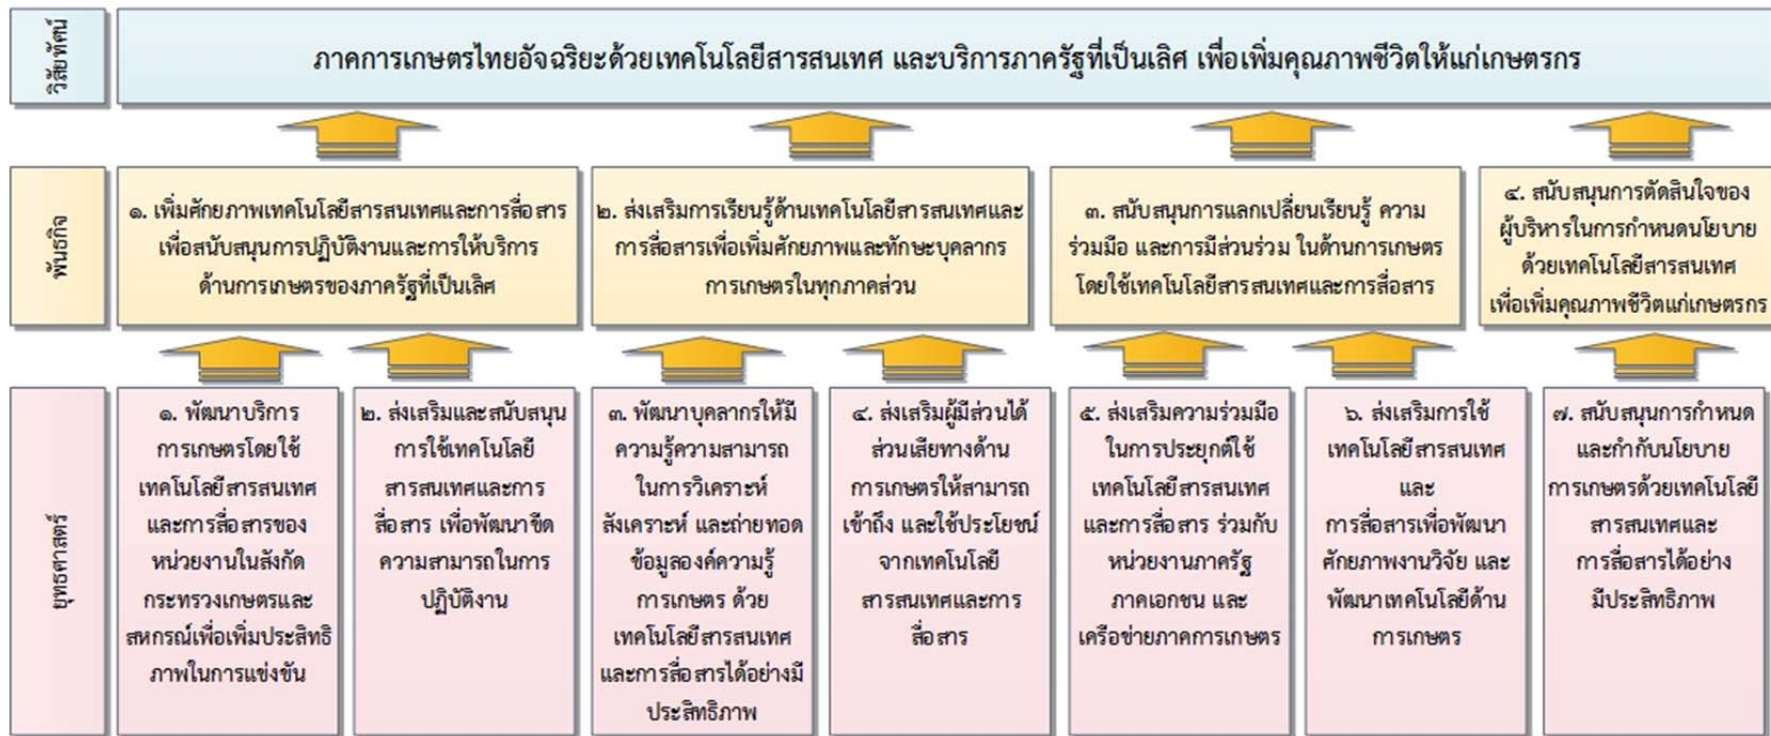 วิสัยทัศน์
ภาคการเกษตรไทยอัจฉริยะด้วยเทคโนโลยีสารสนเทศ และบริการภาครัฐที่เป็นเลิศ เพื่อเพิ่มคุณภาพชีวิตให้แก่เกษตรกร
พันธกิจ
๑. เพิ่มศักยภาพเทคโนโลยีสารสนเทศและการสื่อสาร
เพื่อสนับสนุนการปฏิบัติงานและการให้บริการ
ด้านการเกษตรของภาครัฐที่เป็นเลิศ
๒. ส่งเสริมการเรียนรู้ด้านเทคโนโลยีสารสนเทศและ
การสื่อสารเพื่อเพิ่มศักยภาพและทักษะบุคลากร
การเกษตรในทุกภาคส่วน
๓. สนับสนุนการแลกเปลี่ยนเรียนรู้ ความ
ร่วมมือ และการมีส่วนร่วม ในด้านการเกษตร
โดยใช้เทคโนโลยีสารสนเทศและการสื่อสาร
๔. สนับสนุนการตัดสินใจของ
ผู้บริหารในการกำหนดนโยบาย
ด้วยเทคโนโลยีสารสนเทศ
เพื่อเพิ่มคุณภาพชีวิตแก่เกษตรกร
ยุทธศาสตร์
๑. พัฒนาบริการ
การเกษตรโดยใช้
เทคโนโลยีสารสนเทศ
และการสื่อสารของ
หน่วยงานในสังกัด
กระทรวงเกษตรและ
สหกรณ์เพื่อเพิ่มประสิทธิ
ภาพในการแข่งขัน
๒. ส่งเสริมและสนับสนุน
การใช้เทคโนโลยี
สารสนเทศและการ
สื่อสาร เพื่อพัฒนาขีด
ความสามารถในการ
ปฏิบัติงาน
๓. พัฒนาบุคลากรให้มี
ความรู้ความสามารถ
ในการวิเคราะห์
สังเคราะห์ และถ่ายทอด
ข้อมูลองค์ความรู้
การเกษตร ด้วย
เทคโนโลยีสารสนเทศ
และการสื่อสารได้อย่างมี
ประสิทธิภาพ
๔. ส่งเสริมผู้มีส่วนได้
ส่วนเสียทางด้าน
การเกษตรให้สามารถ
เข้าถึง และใช้ประโยชน์
จากเทคโนโลยี
สารสนเทศและการ
สื่อสาร
๕. ส่งเสริมความร่วมมือ
ในการประยุกต์ใช้
เทคโนโลยีสารสนเทศ
และการสื่อสาร ร่วมกับ
หน่วยงานภาครัฐ
ภาคเอกชน และ
เครือข่ายภาคการเกษตร
๖. ส่งเสริมการใช้
เทคโนโลยีสารสนเทศ
และ
การสื่อสารเพื่อพัฒนา
ศักยภาพงานวิจัย และ
พัฒนาเทคโนโลยีด้าน
การเกษตร
๗. สนับสนุนการกำหนด
และกำกับนโยบาย
การเกษตรด้วยเทคโนโลยี
สารสนเทศและ
การสื่อสารได้อย่าง
มีประสิทธิภาพ